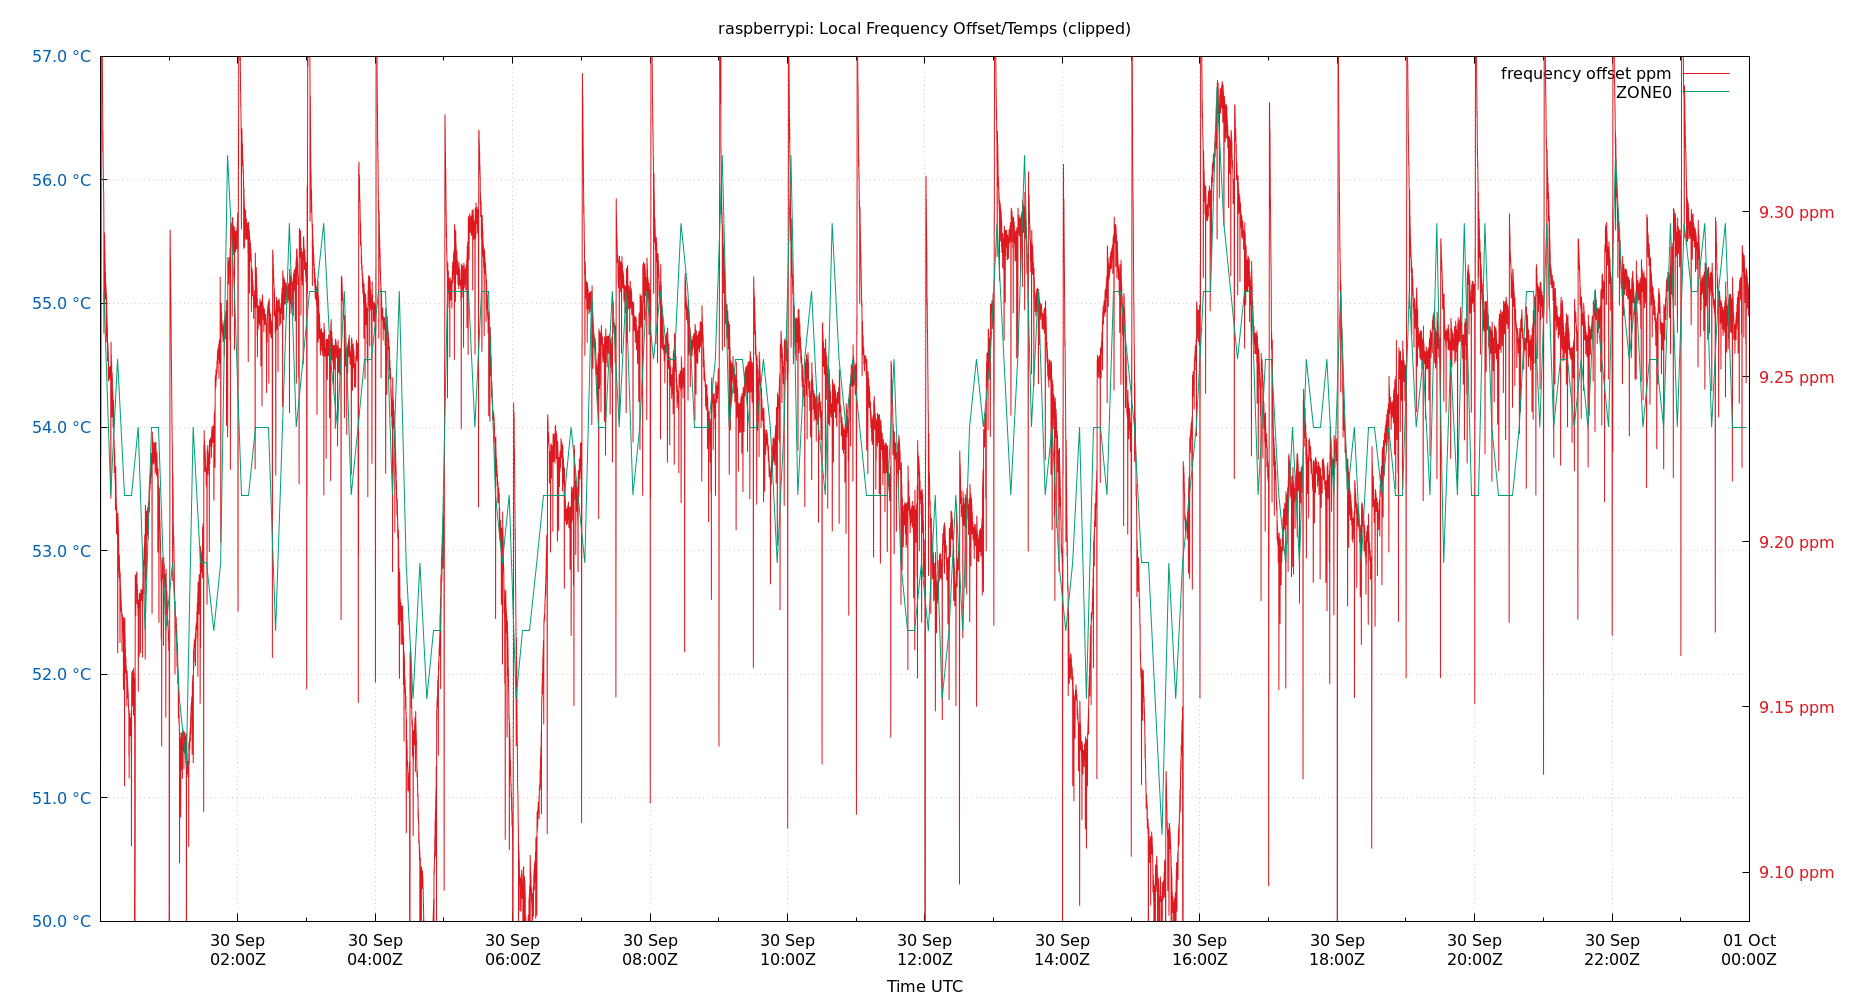 raspberrypi: Local Frequency Offset/Temps (clipped)
57.0 °C
56.0 °C
55.0 °C
54.0 °C
53.0 °C
52.0 °C
51.0 °C
50.0 °C
frequency offset ppm
ZONE0
9.30 ppm
9.25 ppm
9.20 ppm
9.15 ppm
9.10 ppm
30 Sep
02:00Z
30 Sep
04:00Z
30 Sep
06:00Z
30 Sep
08:00Z
30 Sep
10:00Z
30 Sep
12:00Z
30 Sep
14:00Z
30 Sep
16:00Z
30 Sep
18:00Z
30 Sep
20:00Z
30 Sep
22:00Z
01 Oct
00:00Z
Time UTC